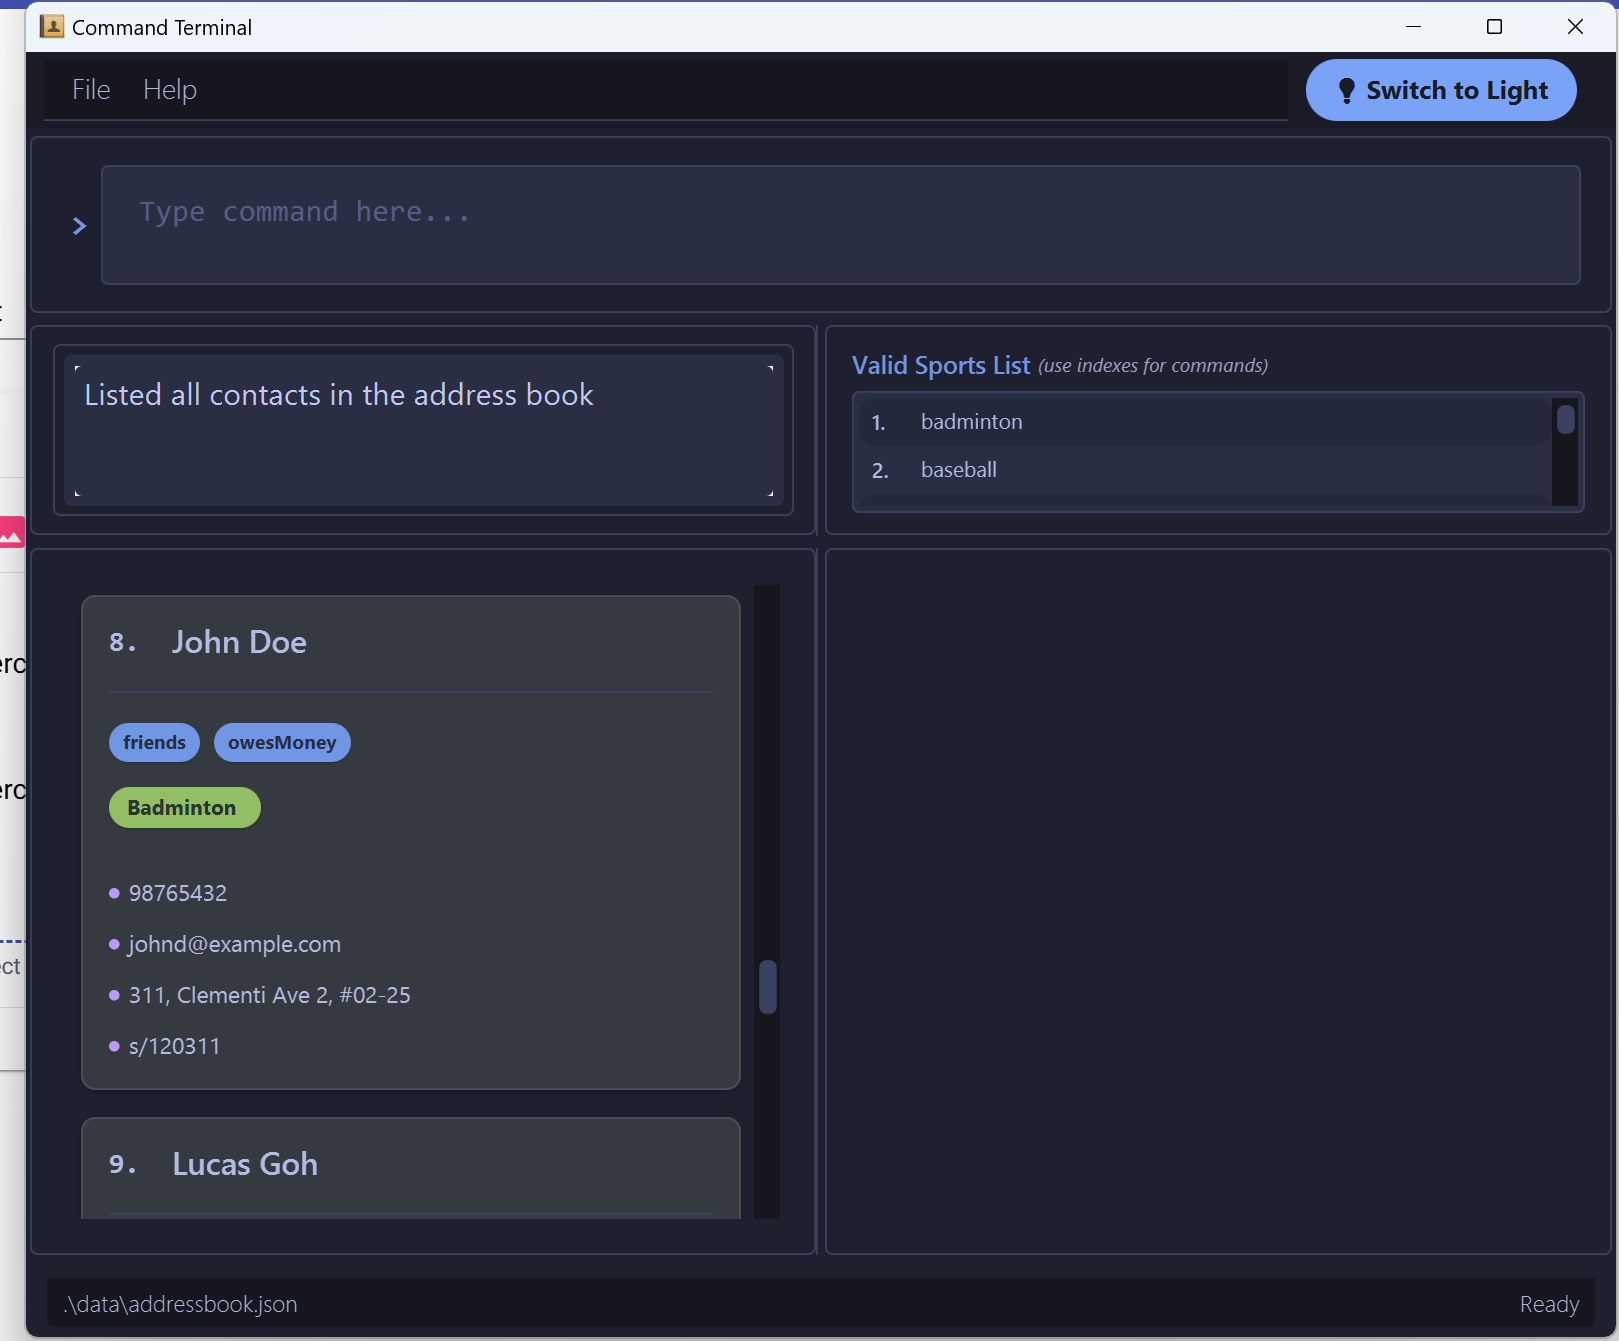 Command Terminal
File Help
Switch to Light
> Type command here...
Listed all contacts in the address book
Valid Sports List (use indexes for commands)
1. badminton
2. baseball
8. John Doe
friends owesMoney
Badminton
98765432
johnd@example.com
311, Clementi Ave 2, #02-25
s/120311
9. Lucas Goh
.\data\addressbook.json
Ready